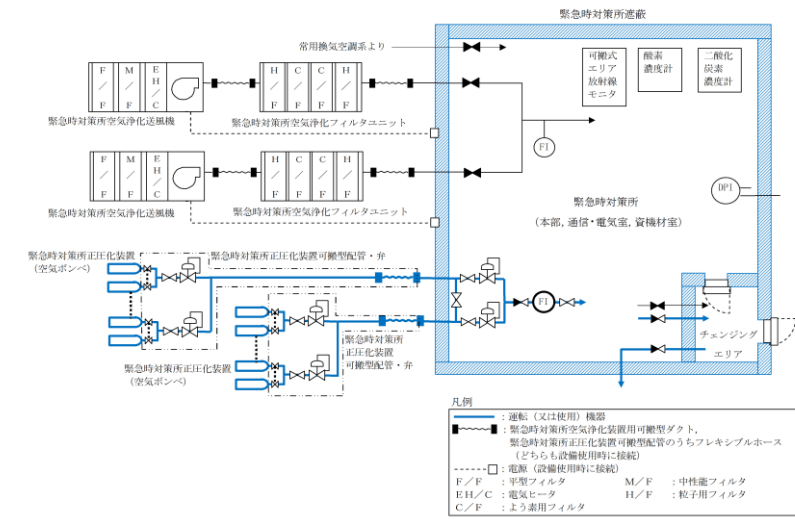 緊急時対策所遮蔽
常用換気空調系より
可搬式
エリア
放射線
モニタ
酸素
濃度計
二酸化
炭素
濃度計
F/F
M/F
EH/C
H/F
C/F
C/F
H/F
緊急時対策所空気浄化送風機
緊急時対策所空気浄化フィルタユニット
FI
F/F
M/F
EH/C
H/F
C/F
C/F
H/F
緊急時対策所空気浄化送風機
緊急時対策所空気浄化フィルタユニット
DPI
緊急時対策所
(本部,通信・電気室,資機材室)
緊急時対策所正圧化装置
(空気ボンベ)
緊急時対策所正圧化装置可搬型配管・弁
FI
緊急時対策所
正圧化装置
可搬型配管・弁
緊急時対策所正圧化装置
(空気ボンベ)
チェンジング
エリア
凡例
:運転(又は使用)機器
:緊急時対策所空気浄化装置用可搬型ダクト,
緊急時対策所正圧化装置可搬型配管のうちフレキシブルホース
(どちらも設備使用時に接続)
:電源(設備使用時に接続)
F/F :平型フィルタ M/F :中性能フィルタ
EH/C :電気ヒータ H/F :粒子用フィルタ
C/F :よう素用フィルタ